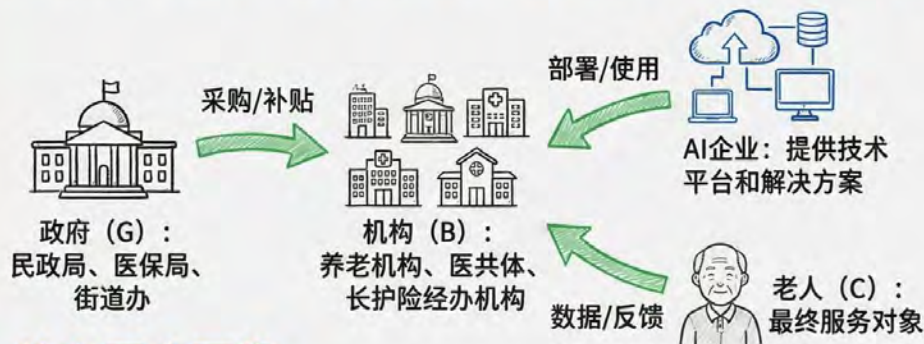 采购/补贴
政府（G）：
民政局、医保局、
街道办
机构（B）：
养老机构、医共体、
长护险经办机构
部署/使用
AI企业：提供技术
平台和解决方案
数据/反馈
老人（C）：
最终服务对象